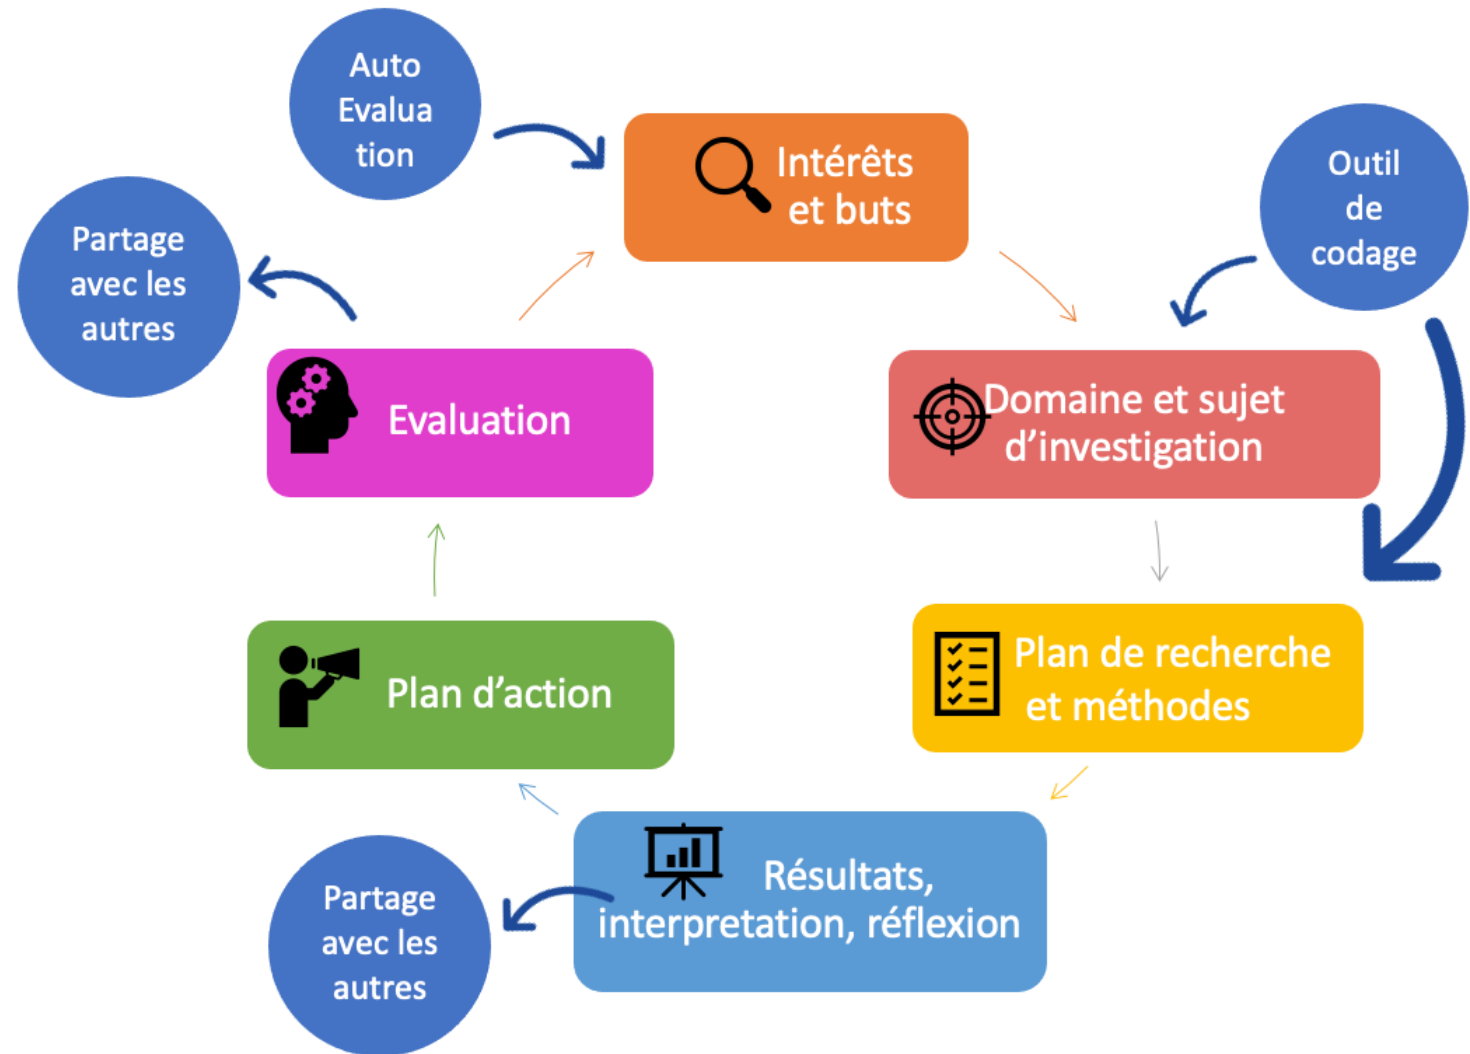 Auto
Evalua
tion
Intérêts
et buts
Outil
de
codage
Partage
avec les
autres
Evaluation
Domaine et sujet
d’investigation
Plan d’action
Plan de recherche
et méthodes
Résultats,
interpretation, réflexion
Partage
avec les
autres